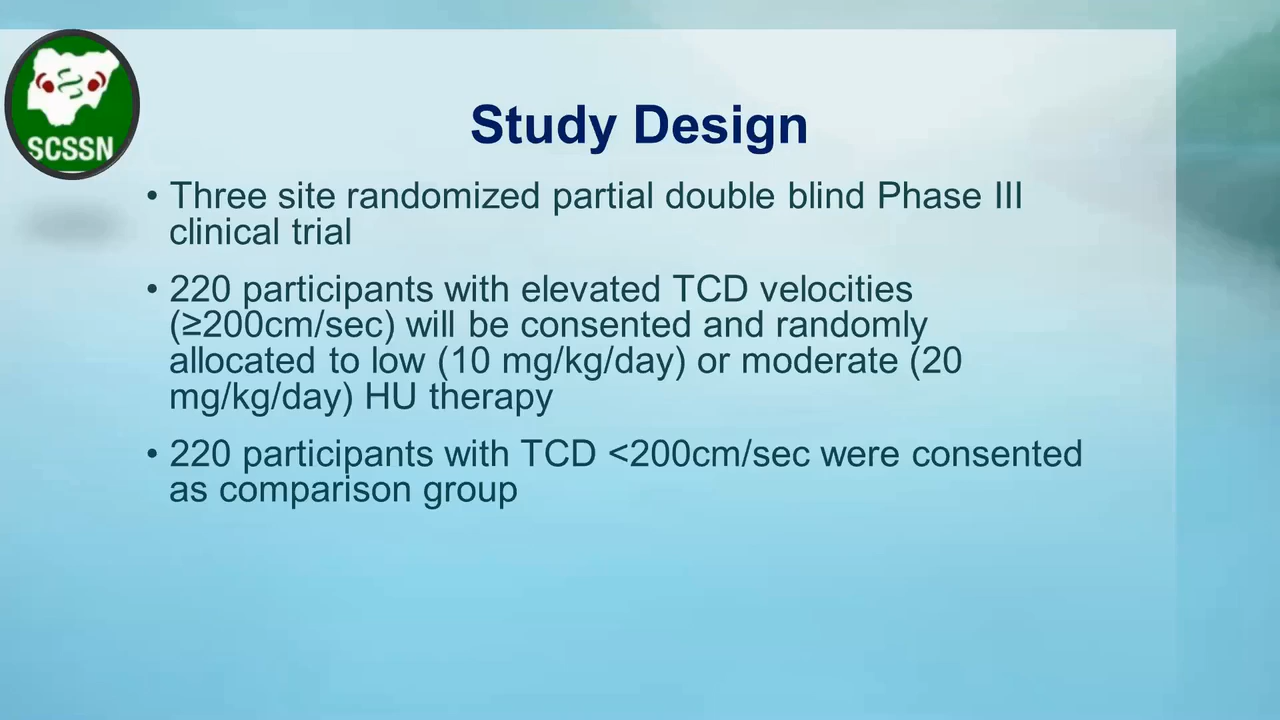 SCSSN
Study Design
• Three site randomized partial double blind Phase III
clinical trial
• 220 participants with elevated TCD velocities
(≥200cm/sec) will be consented and randomly
allocated to low (10 mg/kg/day) or moderate (20
mg/kg/day) HU therapy
• 220 participants with TCD <200cm/sec were consented
as comparison group